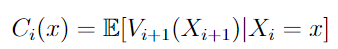 C_i(x) = 𝔼[V_{i+1}(X_{i+1})|X_i = x]